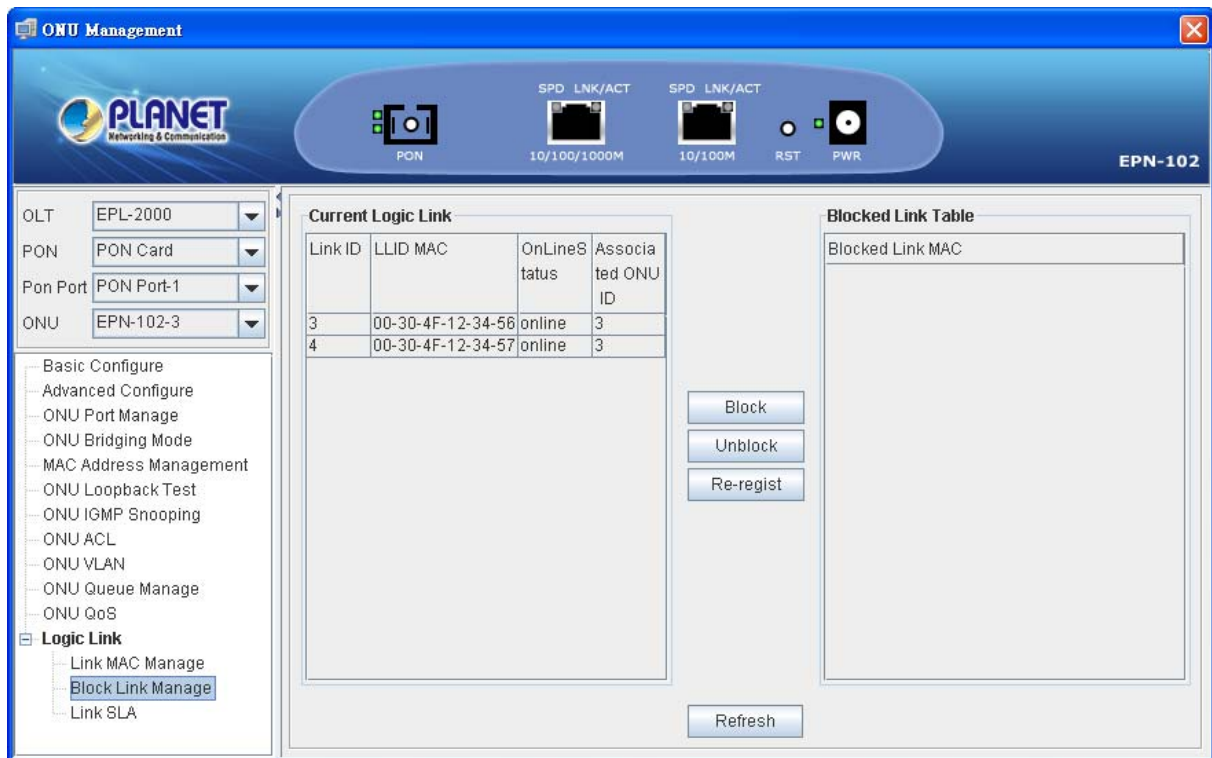 ONU Management
PLANET
Networking & Communication
SPD LNK/ACT
SPD LNK/ACT
PON
10/100/1000M
10/100M
RST
PWR
EPN-102
OLT
EPL-2000
PON
PON Card
Pon Port
PON Port-1
ONU
EPN-102-3
Basic Configure
Advanced Configure
ONU Port Manage
ONU Bridging Mode
MAC Address Management
ONU Loopback Test
ONU IGMP Snooping
ONU ACL
ONU VLAN
ONU Queue Manage
ONU QoS
Logic Link
Link MAC Manage
Block Link Manage
Link SLA
Current Logic Link
Link ID LLID MAC OnLineS Associa
tatus ted ONU
ID
3 00-30-4F-12-34-56 online 3
4 00-30-4F-12-34-57 online 3
Block
Unblock
Re-regist
Refresh
Blocked Link Table
Blocked Link MAC